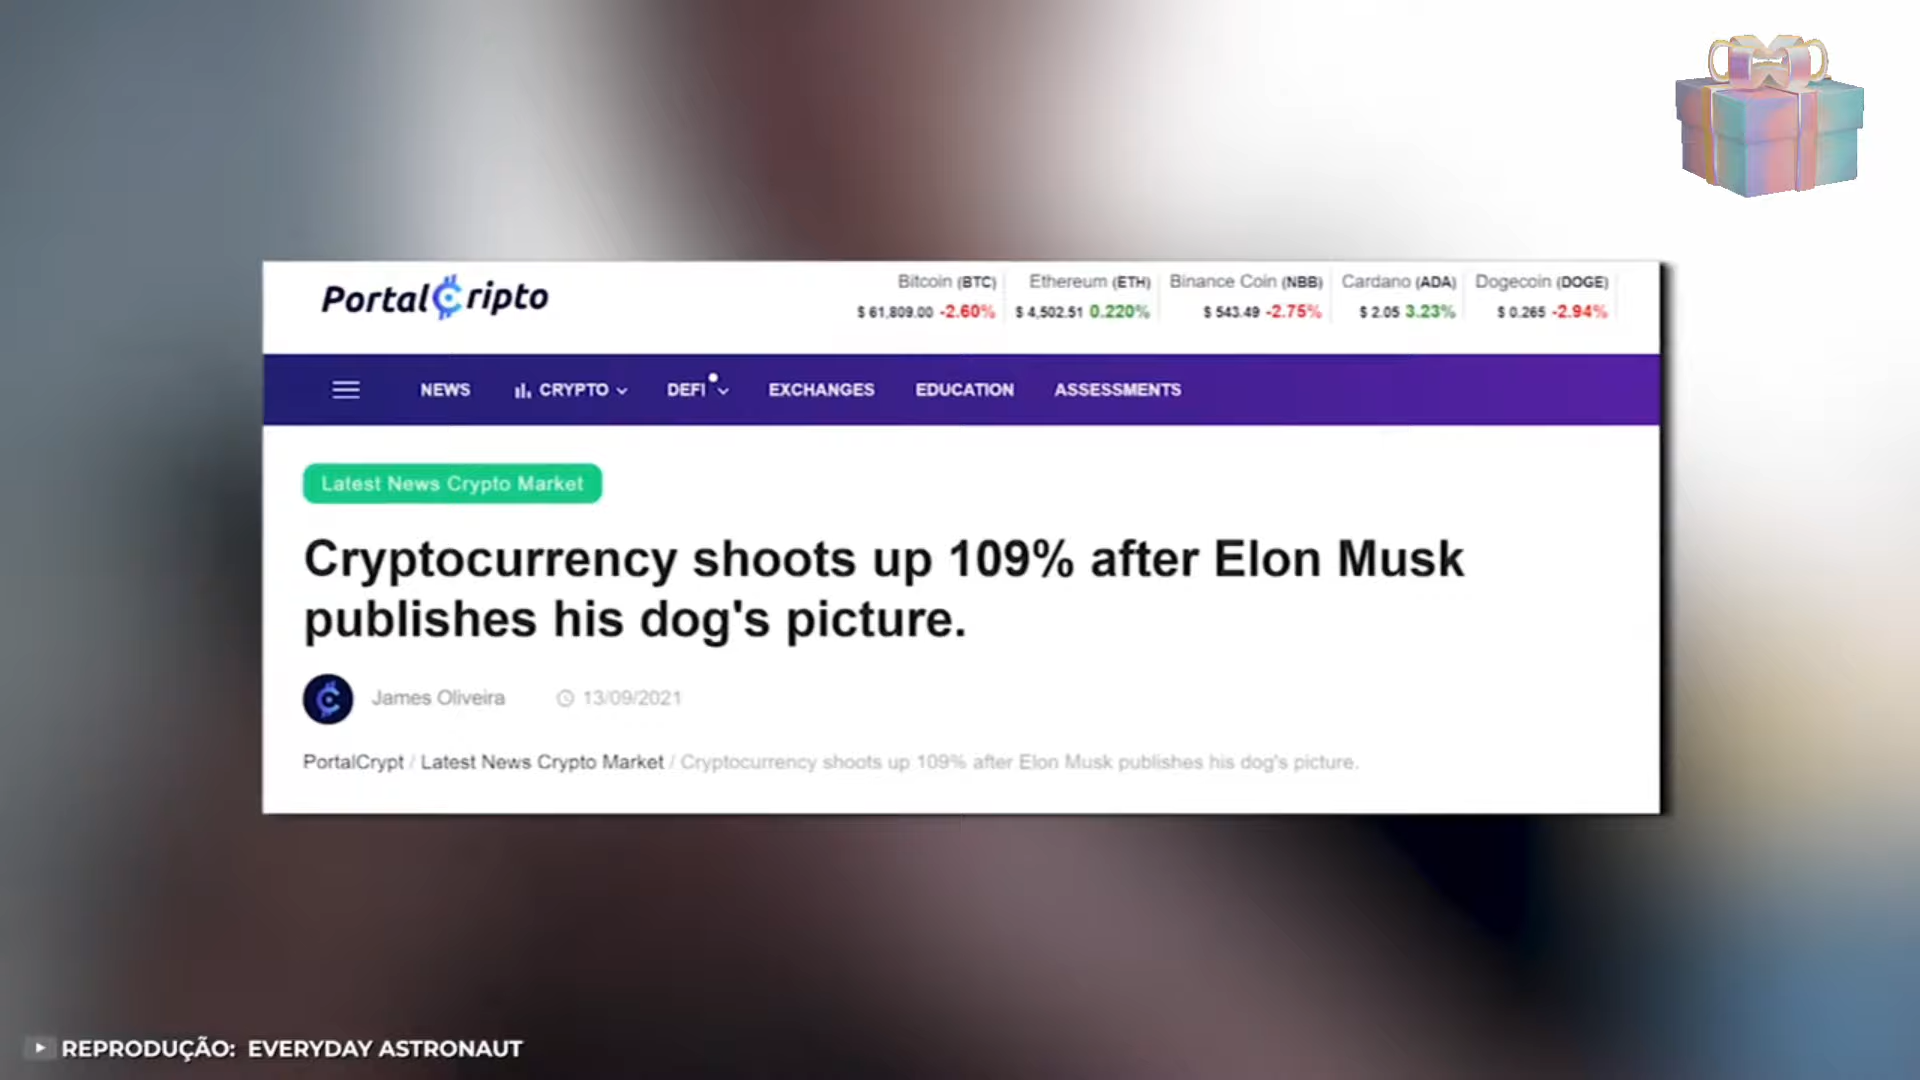 PortalCripto
Bitcoin (BTC) Ethereum (ETH) Binance Coin (NBB) Cardano (ADA) Dogecoin (DOGE)
$ 61,809.00 -2.60% $ 4,502.51 0.220% $ 543.49 -2.75% $ 2.05 3.23% $ 0.265 -2.94%
NEWS CRYPTO DEFI EXCHANGES EDUCATION ASSESSMENTS
Latest News Crypto Market
Cryptocurrency shoots up 109% after Elon Musk
publishes his dog's picture.
James Oliveira 13/09/2021
PortalCrypt / Latest News Crypto Market / Cryptocurrency shoots up 109% after Elon Musk publishes his dog's picture.
REPRODUÇÃO: EVERYDAY ASTRONAUT